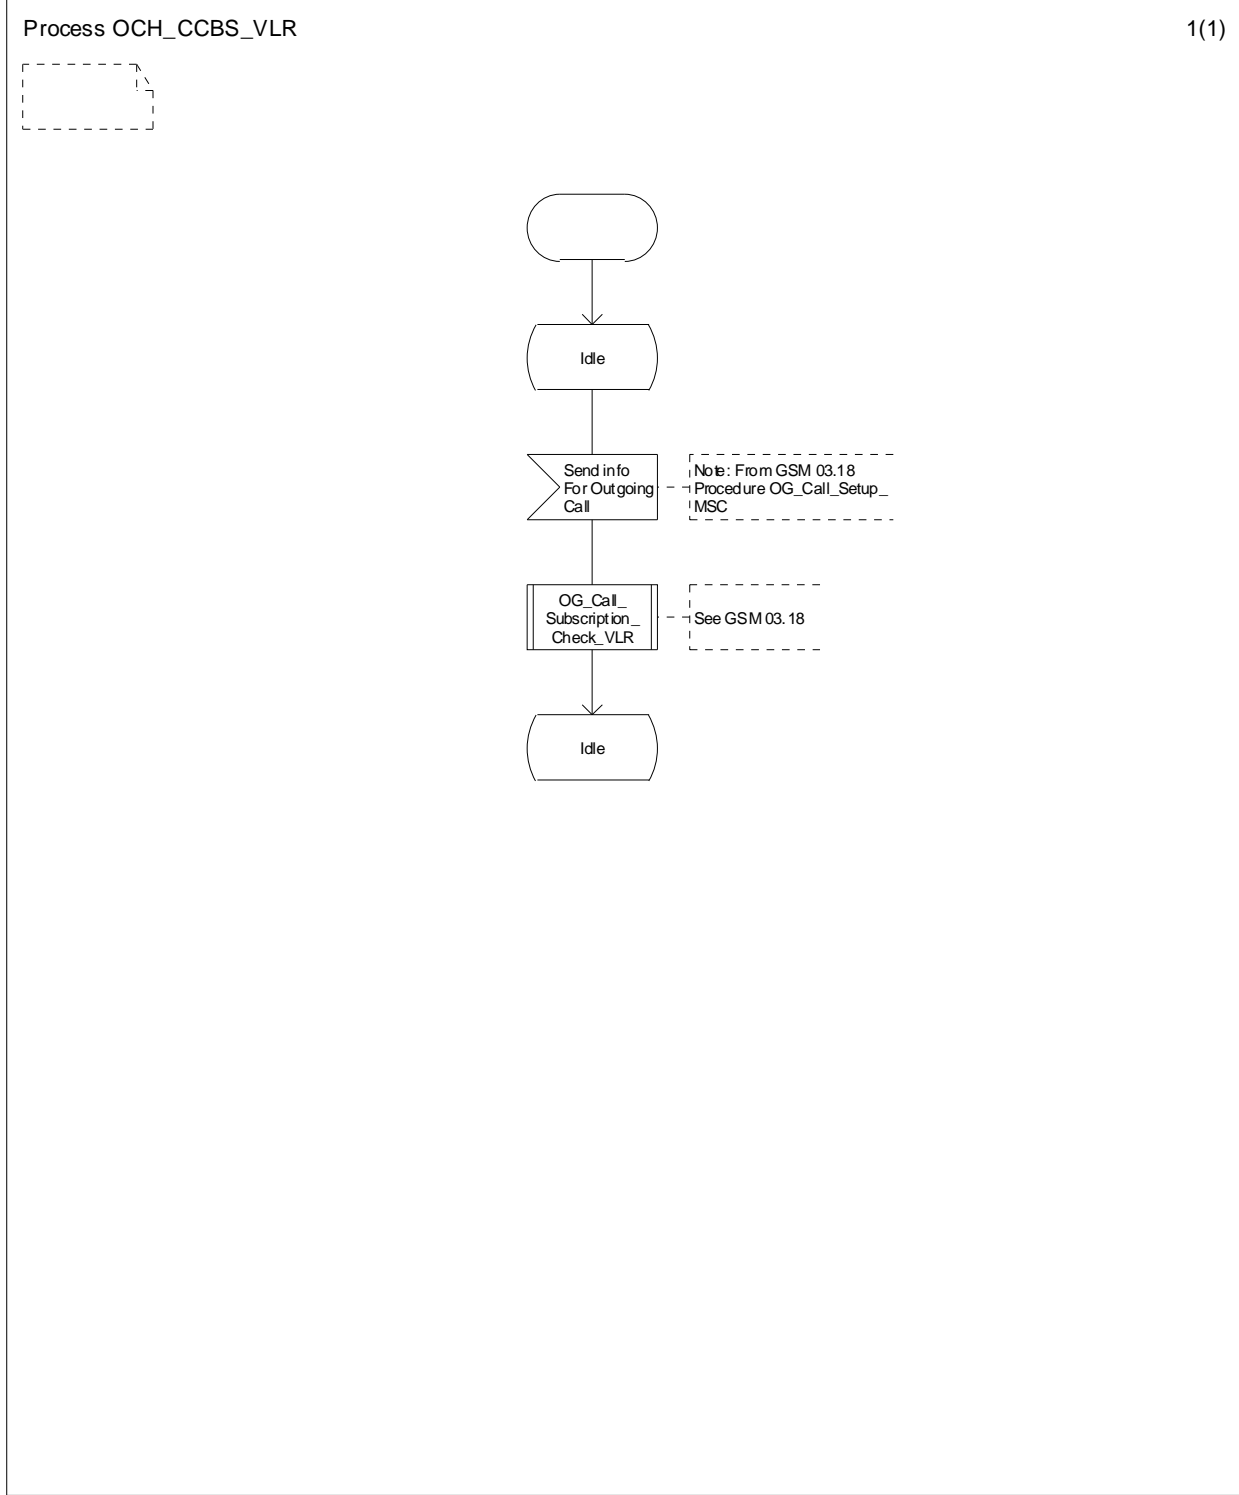 Process OCH_CCBS_VLR
1(1)
Idle
Send info
For Outgoing
Call
Note: From GSM 03.18
Procedure OG_Call_Setup_
MSC
OG_Call_
Subscription_
Check_VLR
See GSM 03.18
Idle